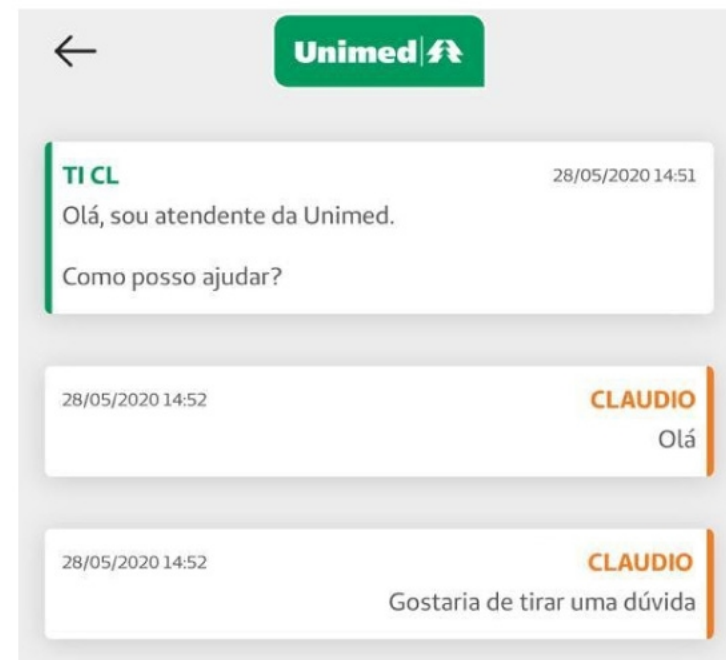 Unimed
TI CL
28/05/2020 14:51
Olá, sou atendente da Unimed.
Como posso ajudar?
28/05/2020 14:52
CLAUDIO
Olá
28/05/2020 14:52
CLAUDIO
Gostaria de tirar uma dúvida